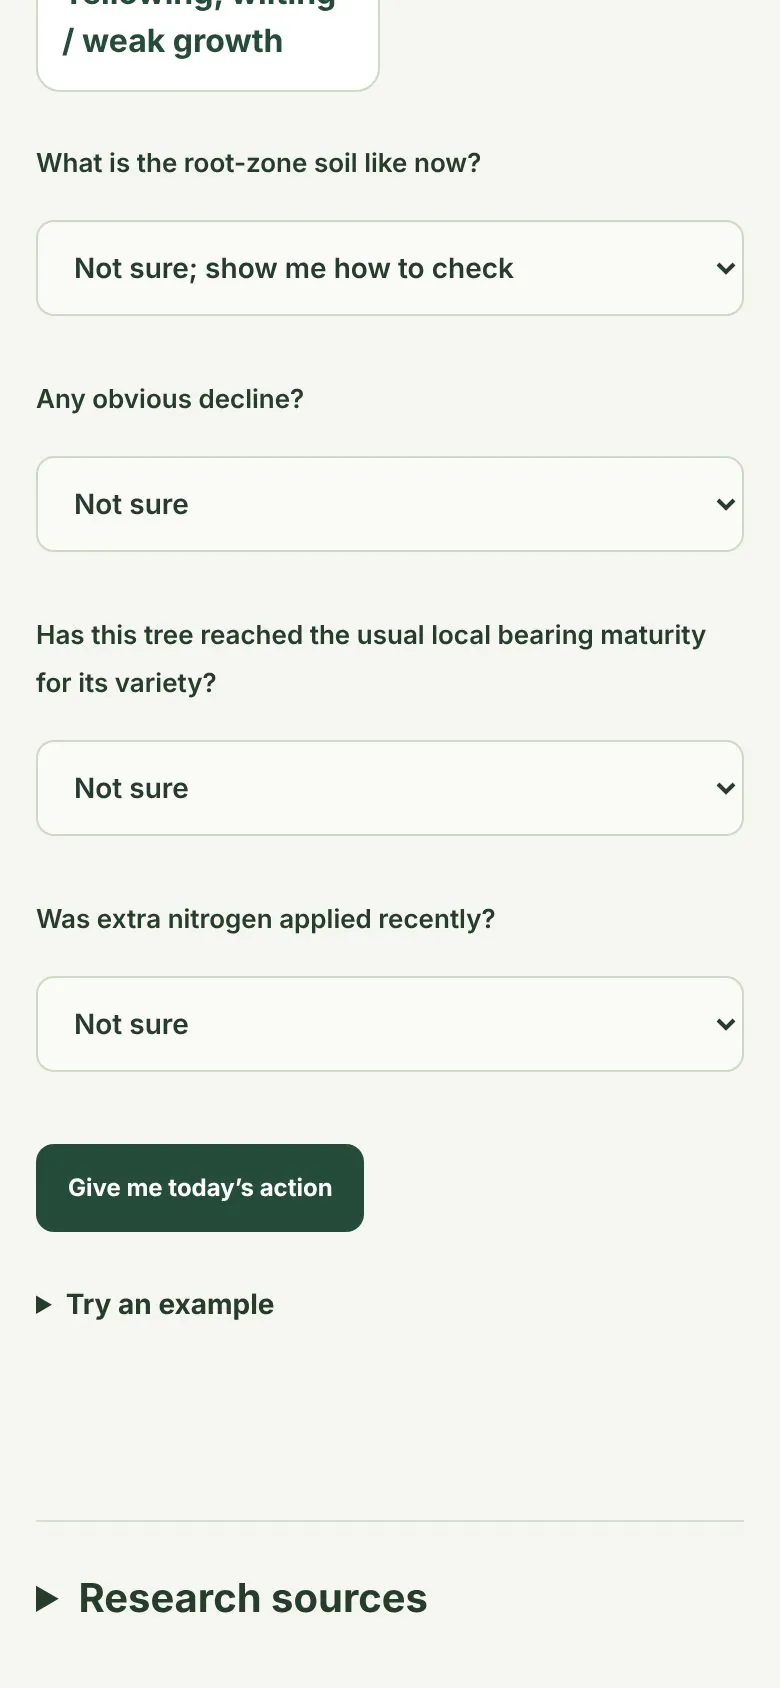 Yellowing, wilting
/ weak growth
What is the root-zone soil like now?
Not sure; show me how to check
Any obvious decline?
Not sure
Has this tree reached the usual local bearing maturity
for its variety?
Not sure
Was extra nitrogen applied recently?
Not sure
Give me today’s action
Try an example
Research sources